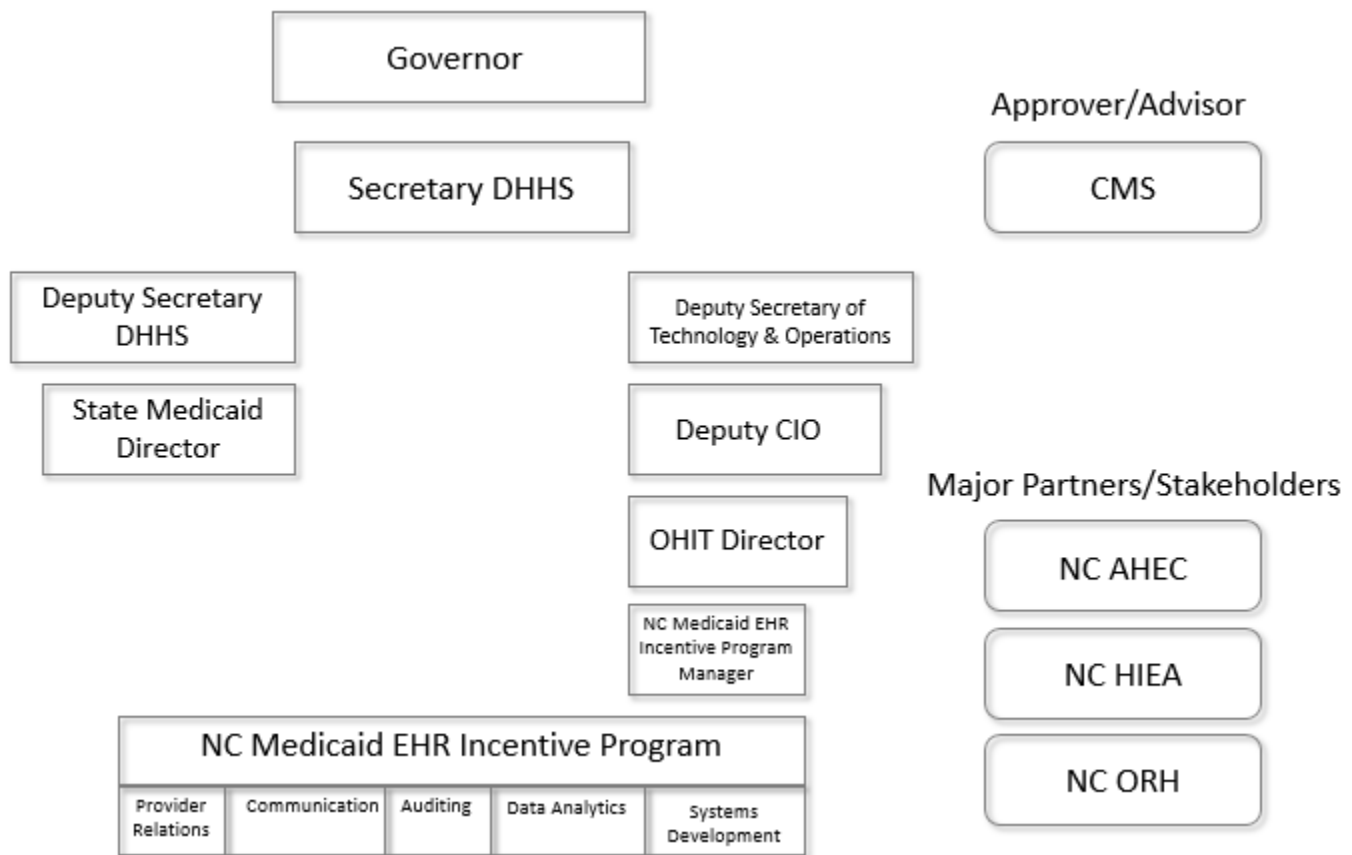 Governor
Approver/Advisor
Secretary DHHS
CMS
Deputy Secretary
DHHS
Deputy Secretary of
Technology & Operations
State Medicaid
Director
Deputy CIO
Major Partners/Stakeholders
OHIT Director
NC AHEC
NC Medicaid EHR
Incentive Program
Manager
NC HIEA
NC Medicaid EHR Incentive Program
NC ORH
Provider
Relations
Communication
Auditing
Data Analytics
Systems
Development